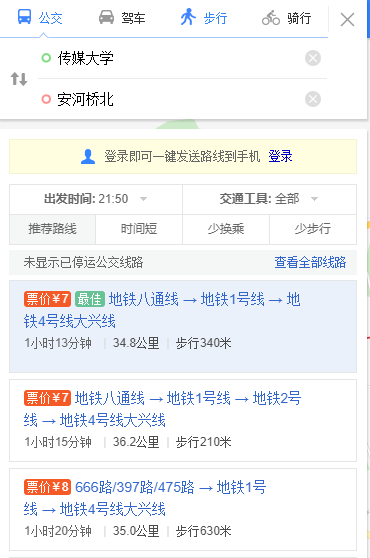 公交 驾车 步行 骑行
传媒大学
安河桥北
登录即可一键发送路线到手机 登录
出发时间: 21:50 交通工具: 全部
推荐路线 时间短 少换乘 少步行
未显示已停运公交线路 查看全部线路
票价¥7 最佳 地铁八通线 → 地铁1号线 → 地
铁4号线大兴线
1小时13分钟 | 34.8公里 | 步行340米
票价¥7 地铁八通线 → 地铁1号线 → 地铁2号
线 → 地铁4号线大兴线
1小时15分钟 | 36.2公里 | 步行210米
票价¥8 666路/397路/475路 → 地铁1号
线 → 地铁4号线大兴线
1小时20分钟 | 35.0公里 | 步行630米